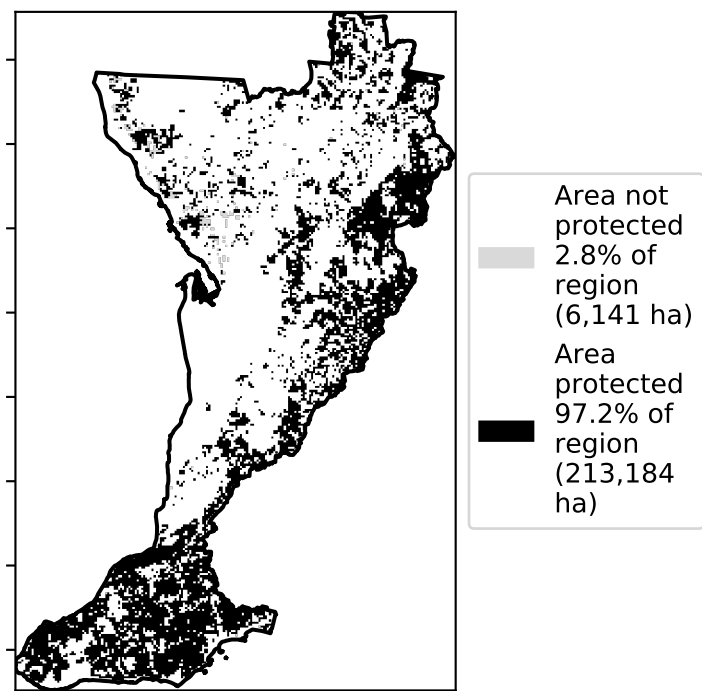 Area not
protected
2.8% of
region
(6,141 ha)
Area
protected
97.2% of
region
(213,184
ha)